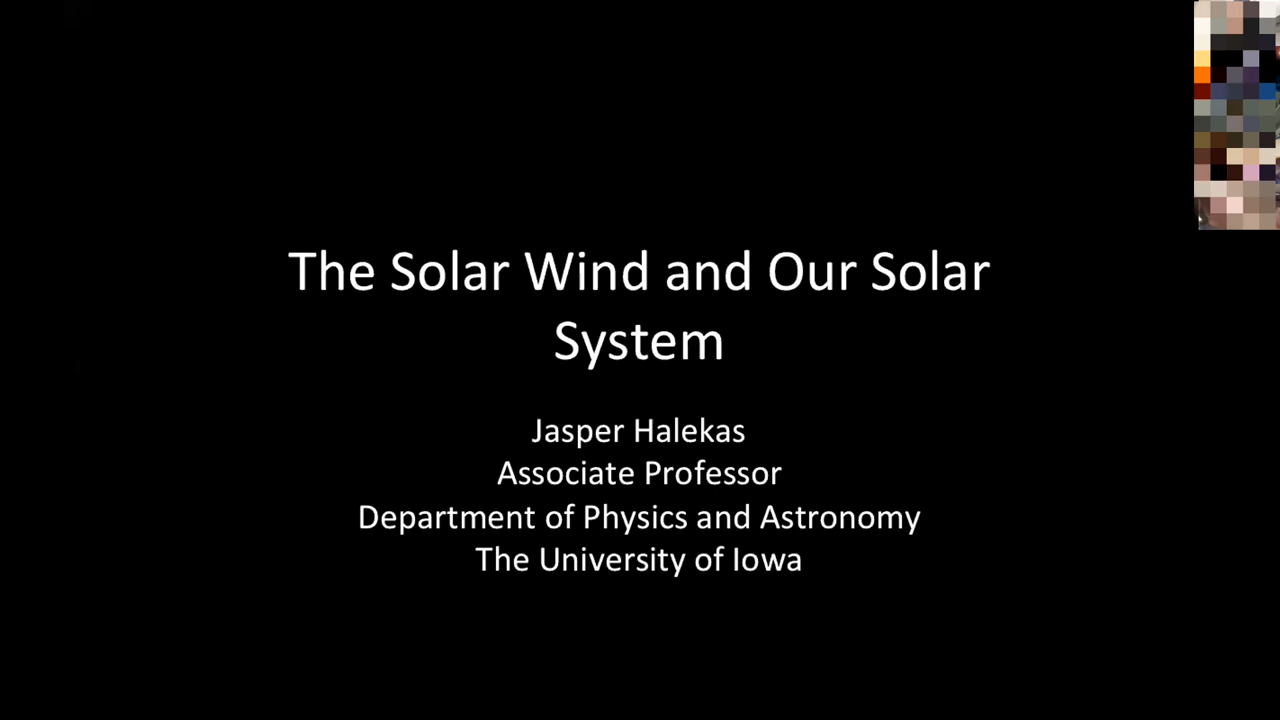 The Solar Wind and Our Solar
System
Jasper Halekas
Associate Professor
Department of Physics and Astronomy
The University of Iowa